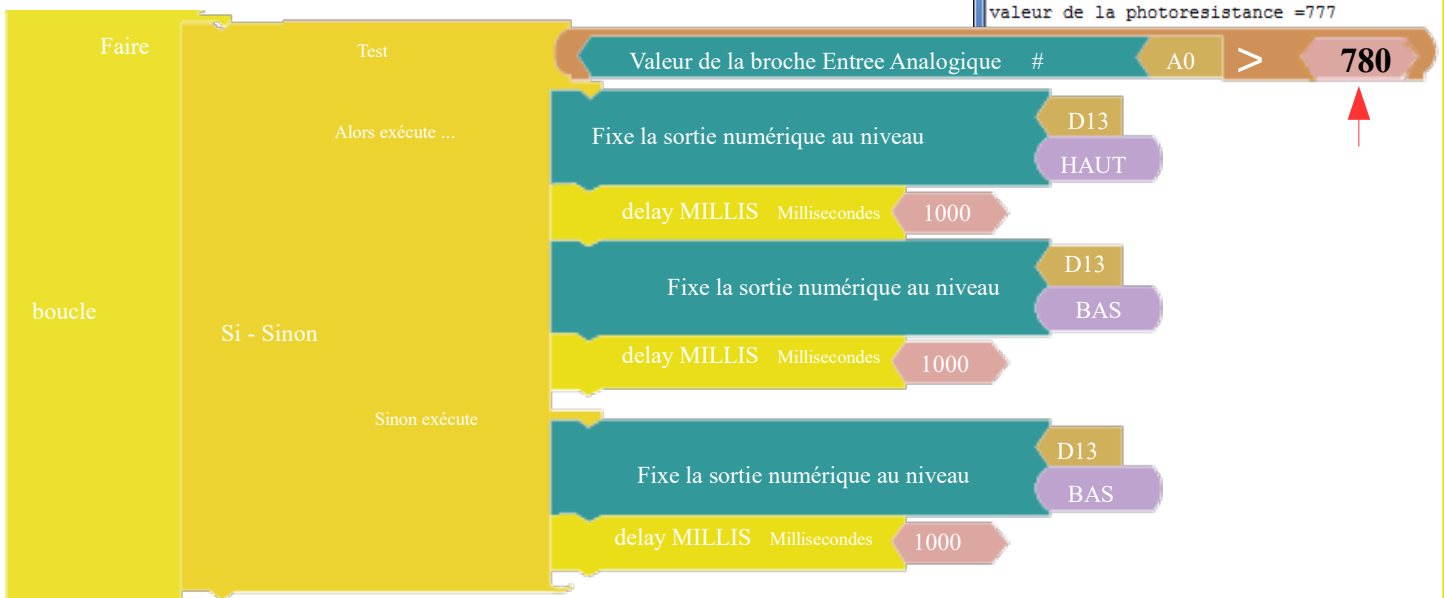 valeur de la photoresistance =777
Faire
Test
Valeur de la broche Entree Analogique # A0 > 780
Alors exécute ...
Fixe la sortie numérique au niveau
D13
HAUT
delay MILLIS Millisecondes 1000
Fixe la sortie numérique au niveau
D13
BAS
boucle
Si - Sinon
delay MILLIS Millisecondes 1000
Sinon exécute
Fixe la sortie numérique au niveau
D13
BAS
delay MILLIS Millisecondes 1000